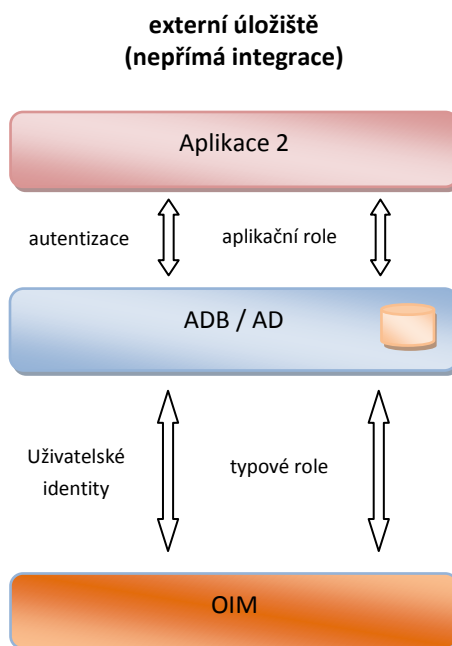 externí úložiště
(nepřímá integrace)
Aplikace 2
autentizace
aplikační role
ADB / AD
Uživatelské
identity
typové role
OIM